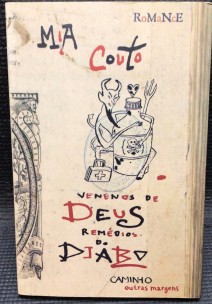 RoMaNcE
MIA
Couto
VENENOS DE
DEUS
REMÉDIOS
DO
DIABO
CAMINHO
outras margens